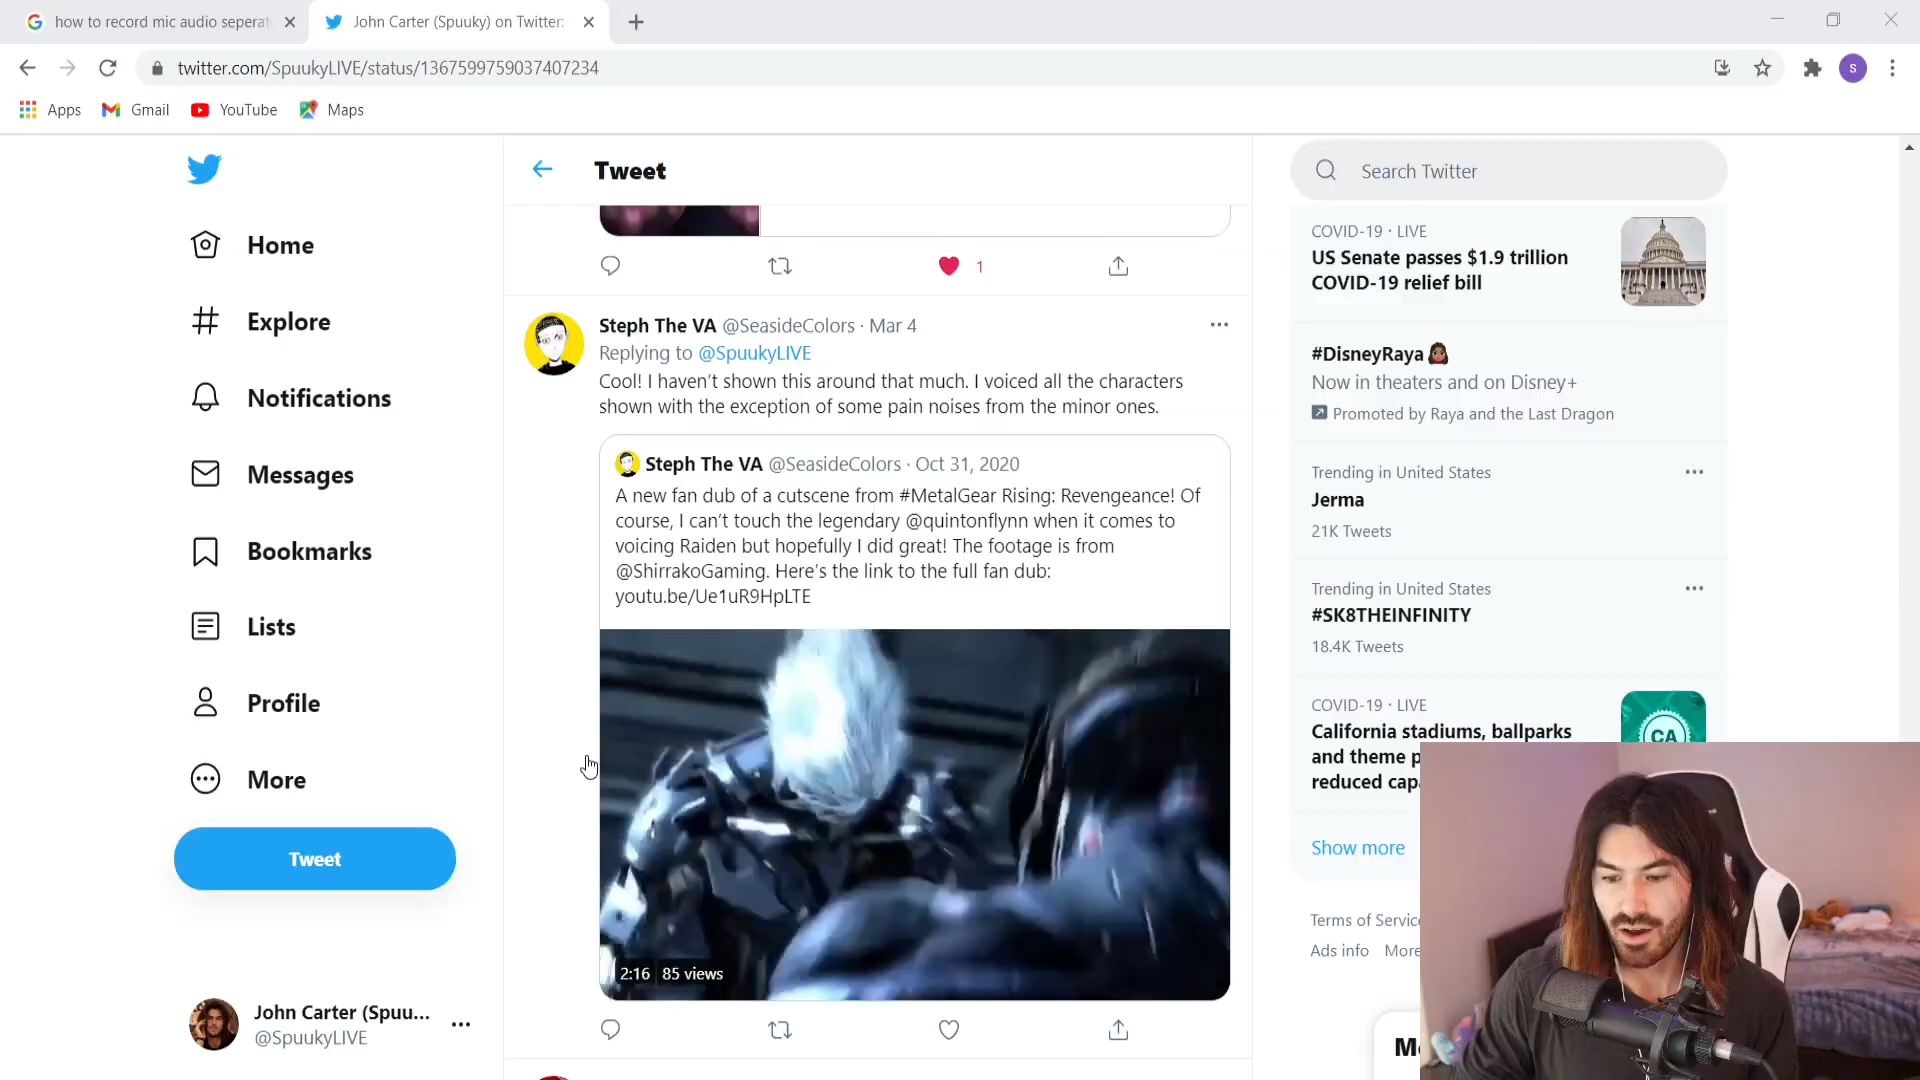 how to record mic audio seperat
John Carter (Spuuky) on Twitter:
twitter.com/SpuukyLIVE/status/1367599759037407234
S
Apps
Gmail
YouTube
Maps
Home
Explore
Notifications
Messages
Bookmarks
Lists
Profile
More
Tweet
John Carter (Spuu...
@SpuukyLIVE
Tweet
1
Steph The VA @SeasideColors · Mar 4
Replying to @SpuukyLIVE
Cool! I haven't shown this around that much. I voiced all the characters
shown with the exception of some pain noises from the minor ones.
Steph The VA @SeasideColors · Oct 31, 2020
A new fan dub of a cutscene from #MetalGear Rising: Revengeance! Of
course, I can't touch the legendary @quintonflynn when it comes to
voicing Raiden but hopefully I did great! The footage is from
@ShirrakoGaming. Here's the link to the full fan dub:
youtu.be/Ue1uR9HpLTE
2:16 85 views
Search Twitter
COVID-19 · LIVE
US Senate passes $1.9 trillion
COVID-19 relief bill
#DisneyRaya
Now in theaters and on Disney+
Promoted by Raya and the Last Dragon
Trending in United States
Jerma
21K Tweets
Trending in United States
#SK8THEINFINITY
18.4K Tweets
COVID-19 · LIVE
California stadiums, ballparks
and theme p
reduced cap
CA
Show more
Terms of Servic
Ads info More